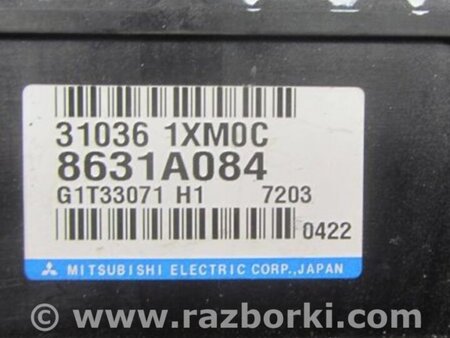 31036 1XM0C
8631A084
G1T33071 H1 7203
0422
MITSUBISHI ELECTRIC CORP., JAPAN
© www.razborki.com